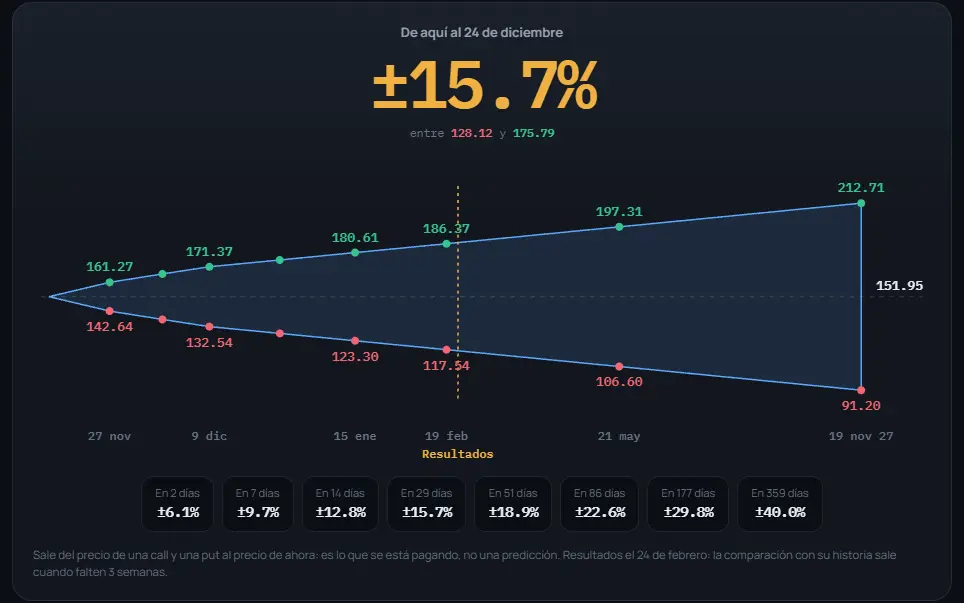 De aquí al 24 de diciembre
±15.7%
entre 128.12 y 175.79
212.71
197.31
186.37
180.61
171.37
161.27
151.95
142.64
132.54
123.30
117.54
106.60
91.20
27 nov 9 dic 15 ene 19 feb 21 may 19 nov 27
Resultados
En 2 días En 7 días En 14 días En 29 días En 51 días En 86 días En 177 días En 359 días
±6.1% ±9.7% ±12.8% ±15.7% ±18.9% ±22.6% ±29.8% ±40.0%
Sale del precio de una call y una put al precio de ahora: es lo que se está pagando, no una predicción. Resultados el 24 de febrero: la comparación con su historia sale
cuando falten 3 semanas.